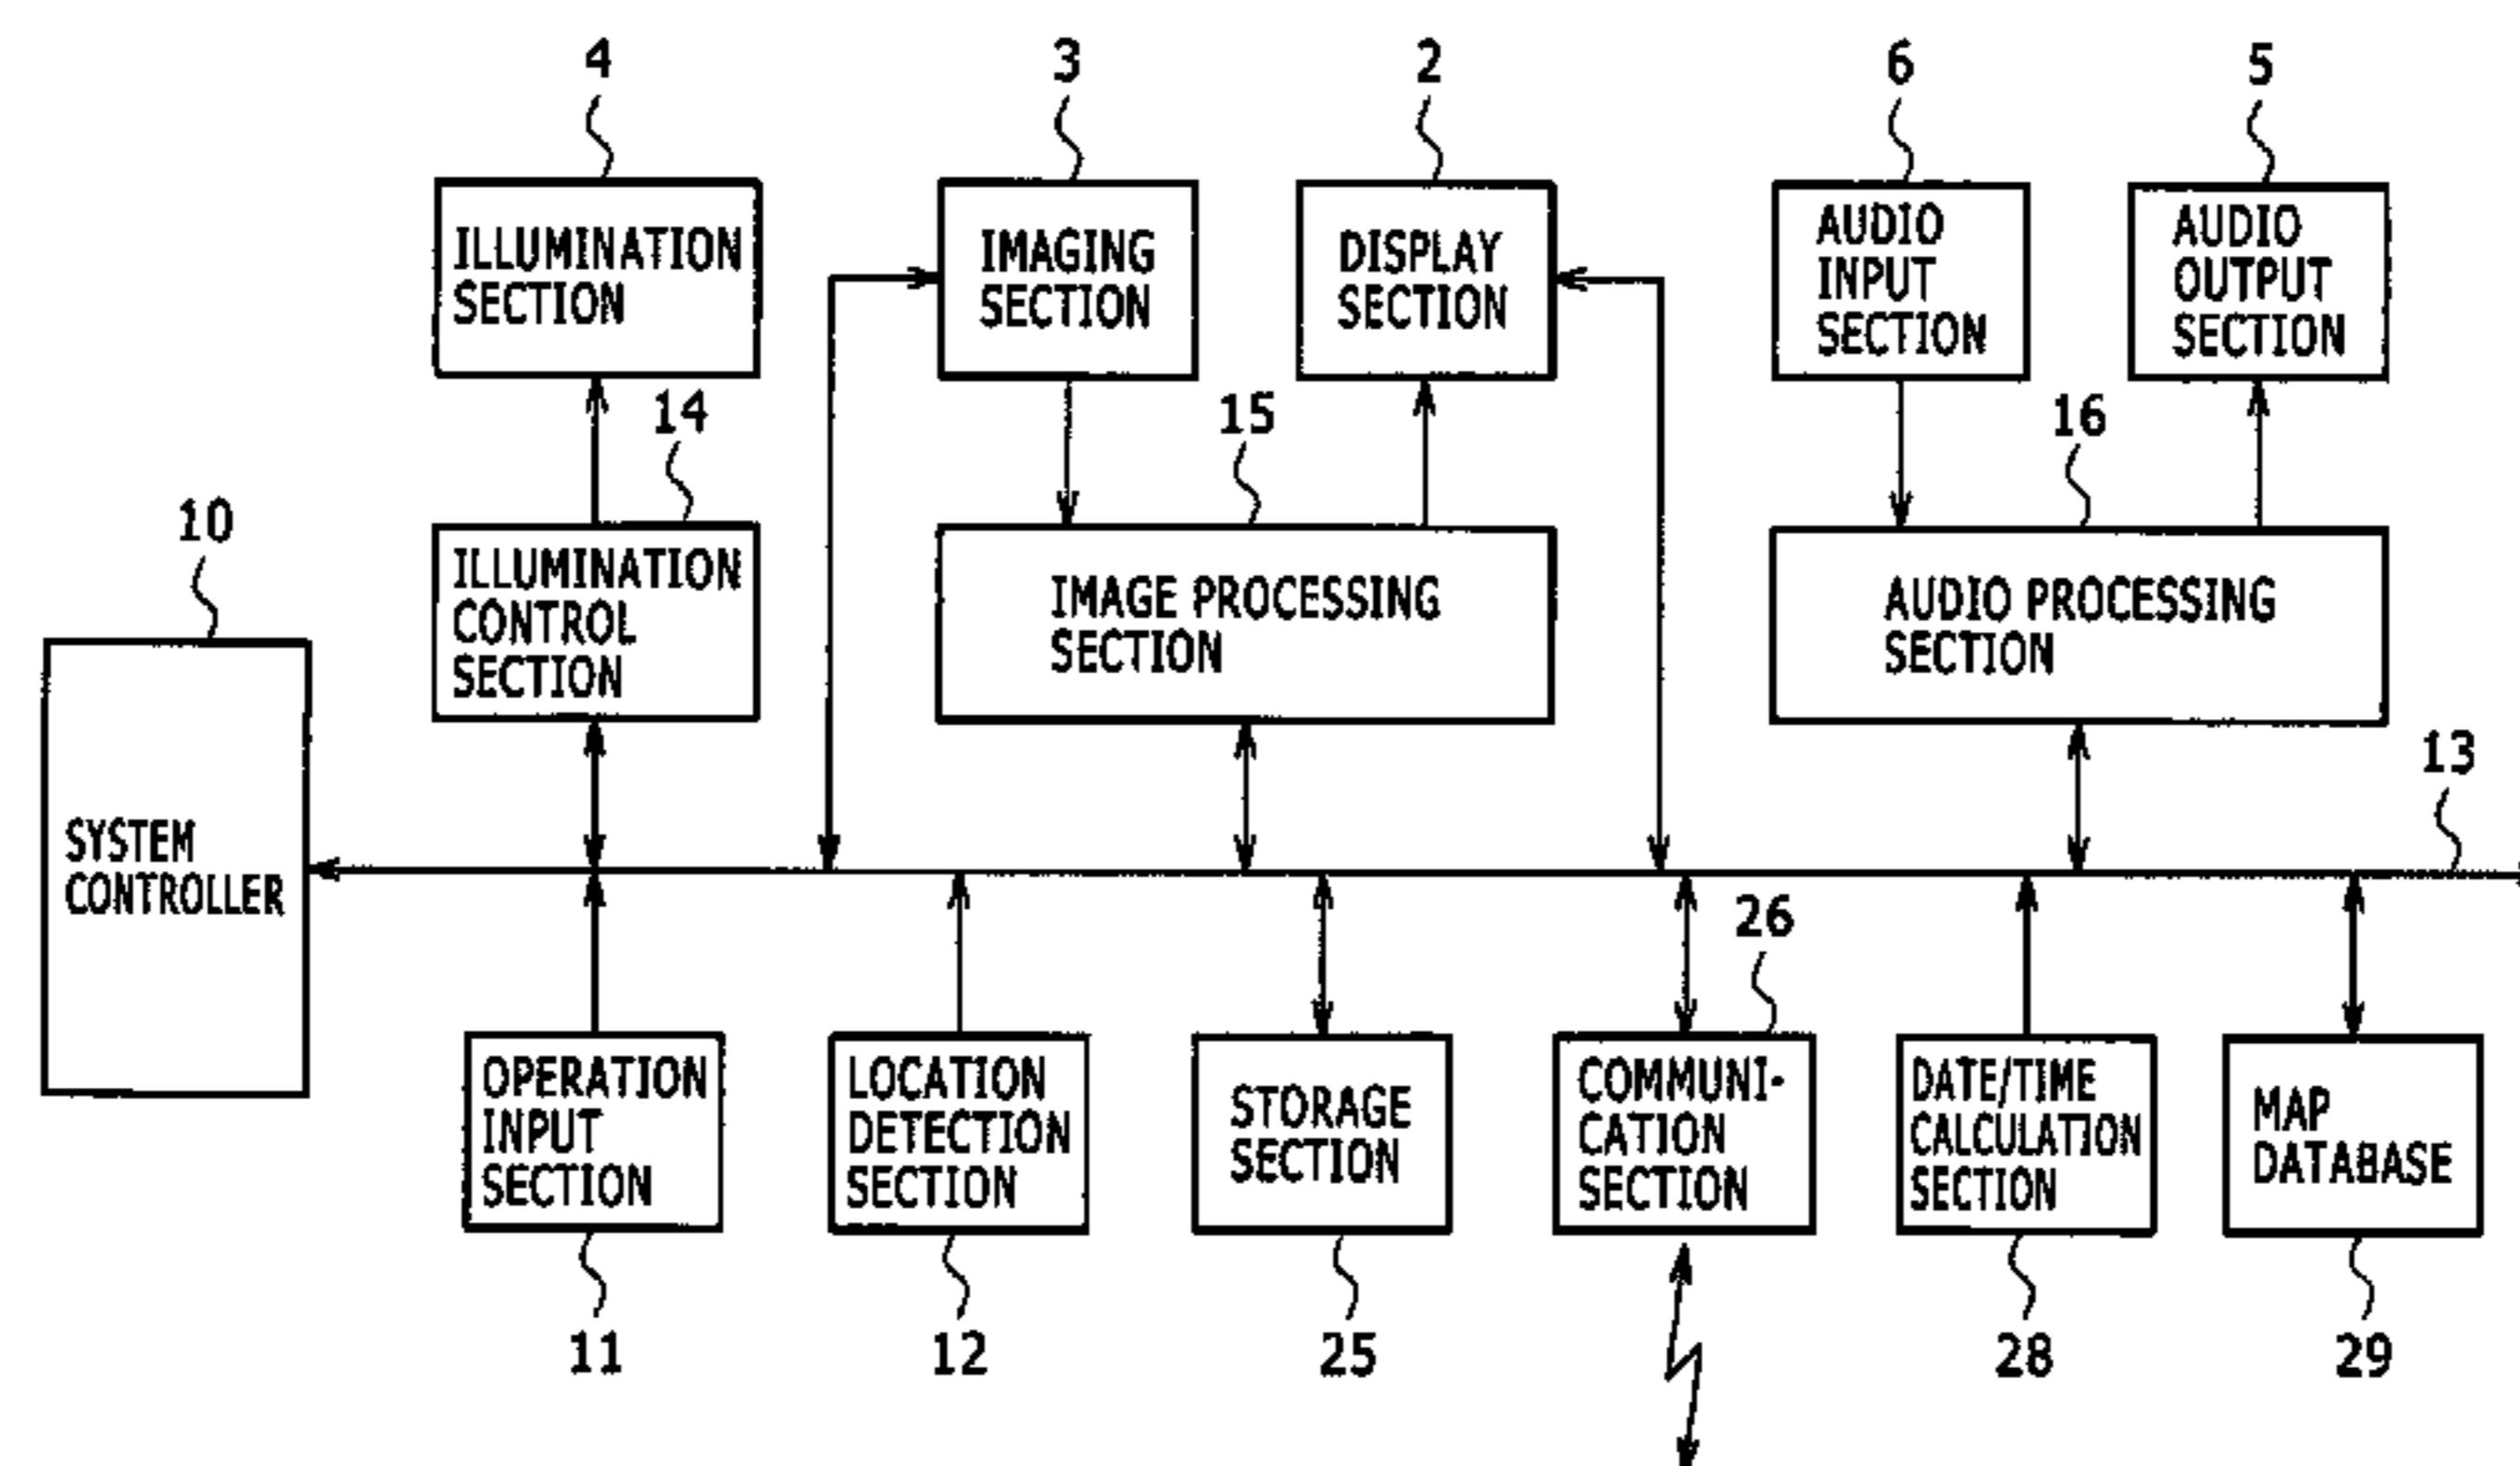 4
3
2
6
5
ILLUMINATION
SECTION
IMAGING
SECTION
DISPLAY
SECTION
AUDIO
INPUT
SECTION
AUDIO
OUTPUT
SECTION
14
15
16
10
ILLUMINATION
CONTROL
SECTION
IMAGE PROCESSING
SECTION
AUDIO PROCESSING
SECTION
13
SYSTEM
CONTROLLER
26
OPERATION
INPUT
SECTION
LOCATION
DETECTION
SECTION
STORAGE
SECTION
COMMUNI-
CATION
SECTION
DATE/TIME
CALCULATION
SECTION
MAP
DATABASE
11
12
25
28
29